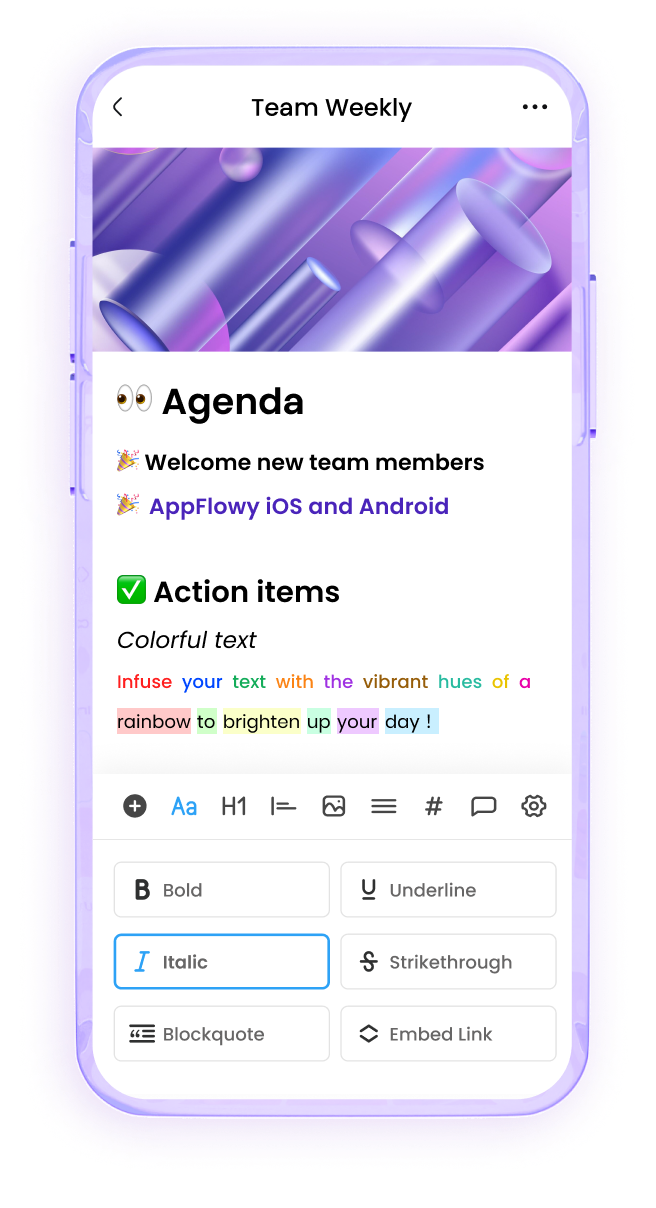 Team Weekly
👀 Agenda
🎉 Welcome new team members
🎉 AppFlowy iOS and Android
✅ Action items
Colorful text
Infuse your text with the vibrant hues of a
rainbow to brighten up your day !
Aa H1 #
B Bold
U Underline
I Italic
S Strikethrough
Blockquote
Embed Link